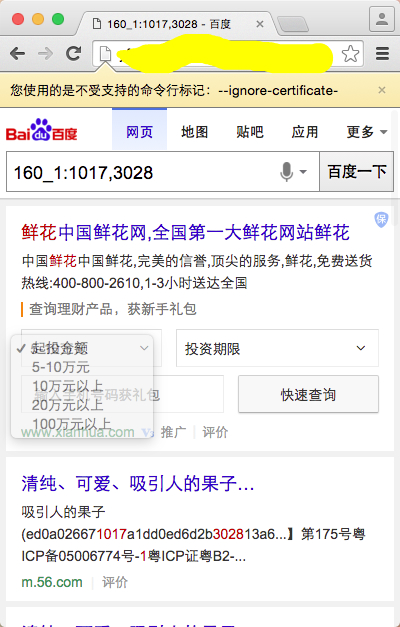 160_1:1017,3028 - 百度
您使用的是不受支持的命令行标记：--ignore-certificate-
Bai du 百度
网页 地图 贴吧 应用 更多
160_1:1017,3028 百度一下
鲜花中国鲜花网,全国第一大鲜花网站鲜花
保
中国鲜花中国鲜花,完美的信誉,顶尖的服务,鲜花,免费送货
热线:400-800-2610,1-3小时送达全国
查询理财产品，获新手礼包
起投金额 投资期限
5-10万元
10万元以上
输入手机号码获礼包 快速查询
20万元以上
100万元以上
www.xianhua.com V3 推广 评价
清纯、可爱、吸引人的果子...
吸引人的果子
(ed0a026671017a1dd0ed6d2b302813a6...】第175号粤
ICP备05006774号-1粤ICP证粤B2-...
m.56.com 评价